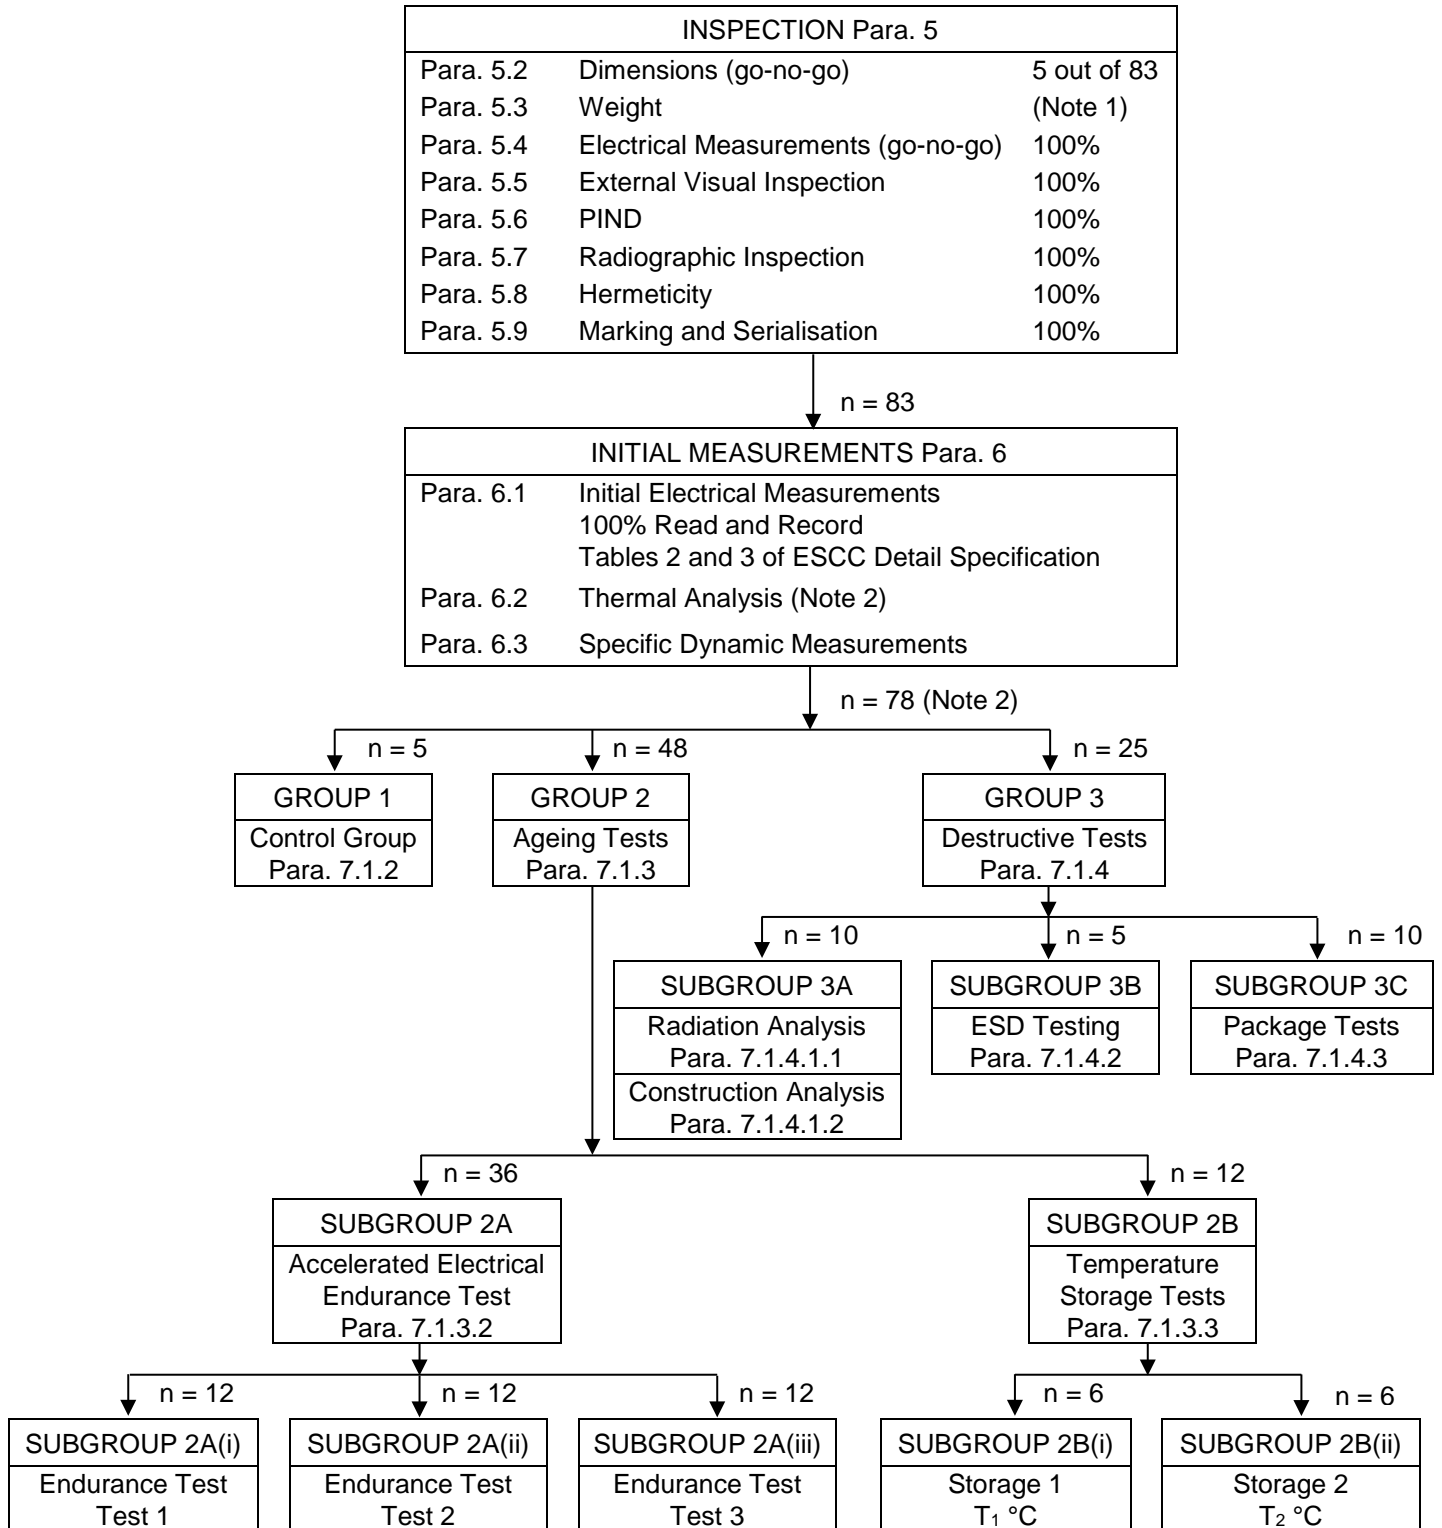 INSPECTION Para. 5
Para. 5.2 Dimensions (go-no-go) 5 out of 83
Para. 5.3 Weight (Note 1)
Para. 5.4 Electrical Measurements (go-no-go) 100%
Para. 5.5 External Visual Inspection 100%
Para. 5.6 PIND 100%
Para. 5.7 Radiographic Inspection 100%
Para. 5.8 Hermeticity 100%
Para. 5.9 Marking and Serialisation 100%
n = 83
INITIAL MEASUREMENTS Para. 6
Para. 6.1 Initial Electrical Measurements
100% Read and Record
Tables 2 and 3 of ESCC Detail Specification
Para. 6.2 Thermal Analysis (Note 2)
Para. 6.3 Specific Dynamic Measurements
n = 78 (Note 2)
n = 5
GROUP 1
Control Group
Para. 7.1.2
n = 48
GROUP 2
Ageing Tests
Para. 7.1.3
n = 25
GROUP 3
Destructive Tests
Para. 7.1.4
n = 10
SUBGROUP 3A
Radiation Analysis
Para. 7.1.4.1.1
Construction Analysis
Para. 7.1.4.1.2
n = 5
SUBGROUP 3B
ESD Testing
Para. 7.1.4.2
n = 10
SUBGROUP 3C
Package Tests
Para. 7.1.4.3
n = 36
SUBGROUP 2A
Accelerated Electrical
Endurance Test
Para. 7.1.3.2
n = 12
SUBGROUP 2B
Temperature
Storage Tests
Para. 7.1.3.3
n = 12
SUBGROUP 2A(i)
Endurance Test
Test 1
n = 12
SUBGROUP 2A(ii)
Endurance Test
Test 2
n = 12
SUBGROUP 2A(iii)
Endurance Test
Test 3
n = 6
SUBGROUP 2B(i)
Storage 1
T₁ °C
n = 6
SUBGROUP 2B(ii)
Storage 2
T₂ °C